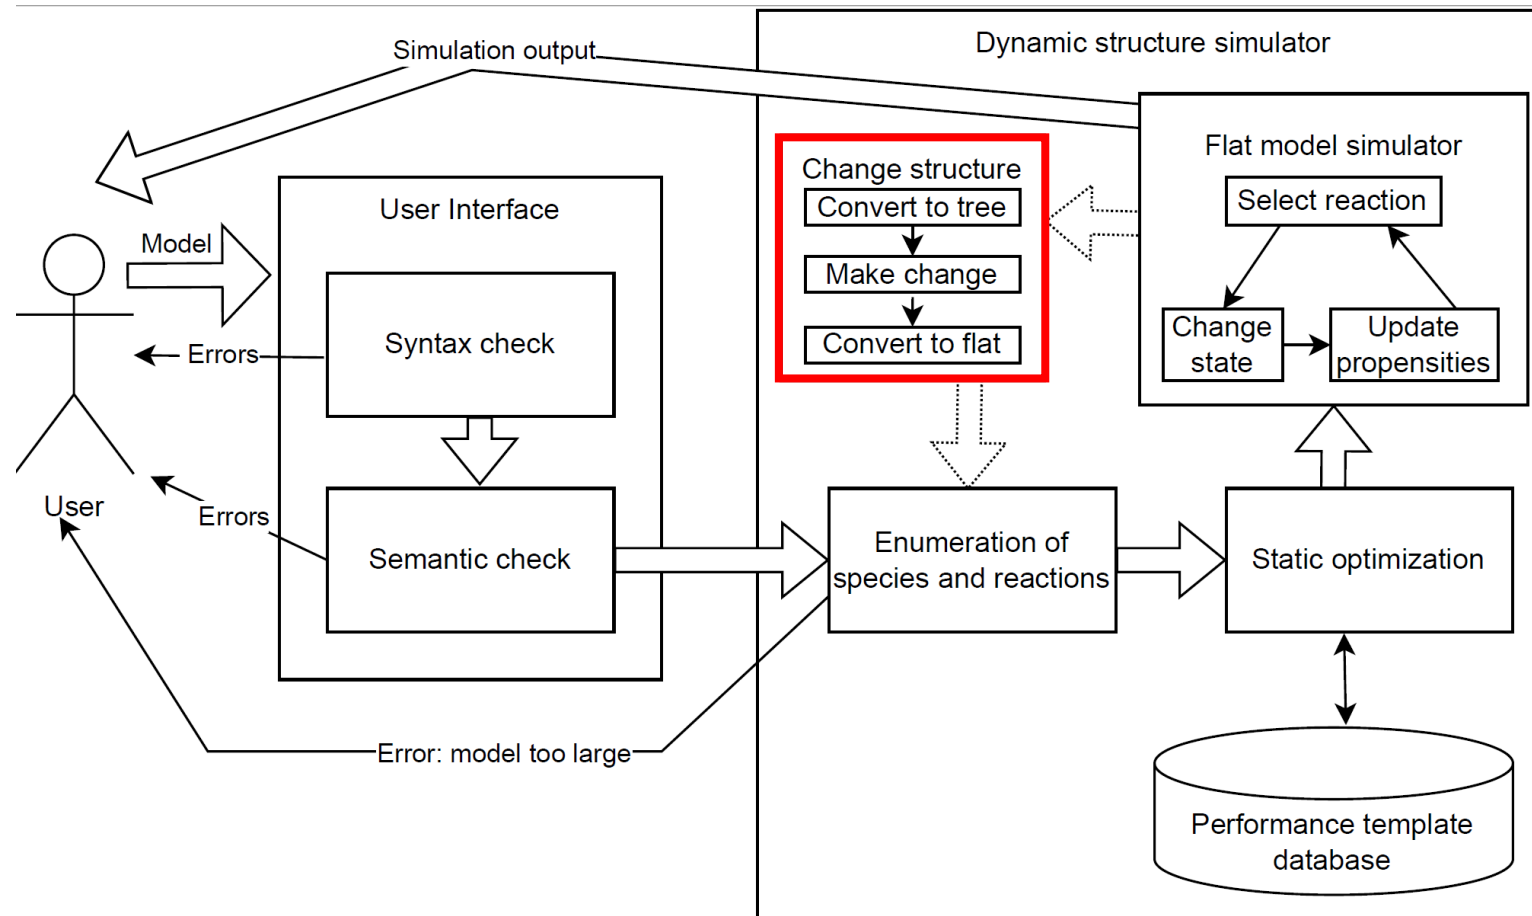 Simulation output
Dynamic structure simulator
Change structure
Convert to tree
Make change
Convert to flat
Flat model simulator
Select reaction
Change
state
Update
propensities
User Interface
Model
Syntax check
Errors
User
Errors
Semantic check
Enumeration of
species and reactions
Static optimization
Error: model too large
Performance template
database